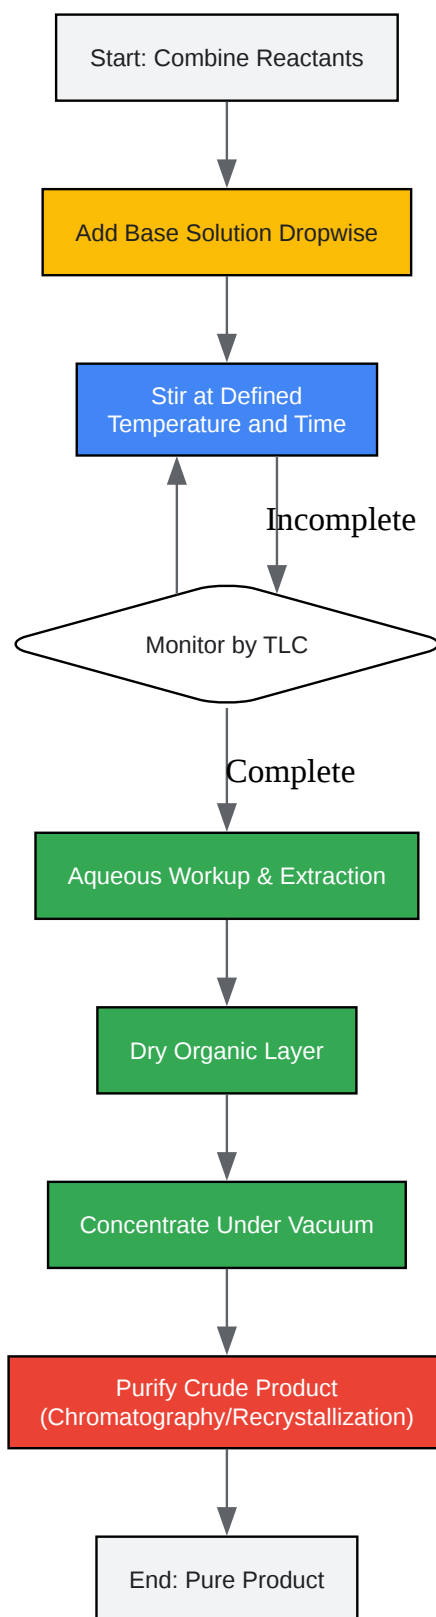 Start: Combine Reactants
Add Base Solution Dropwise
Stir at Defined
Temperature and Time
Incomplete
Monitor by TLC
Complete
Aqueous Workup & Extraction
Dry Organic Layer
Concentrate Under Vacuum
Purify Crude Product
(Chromatography/Recrystallization)
End: Pure Product